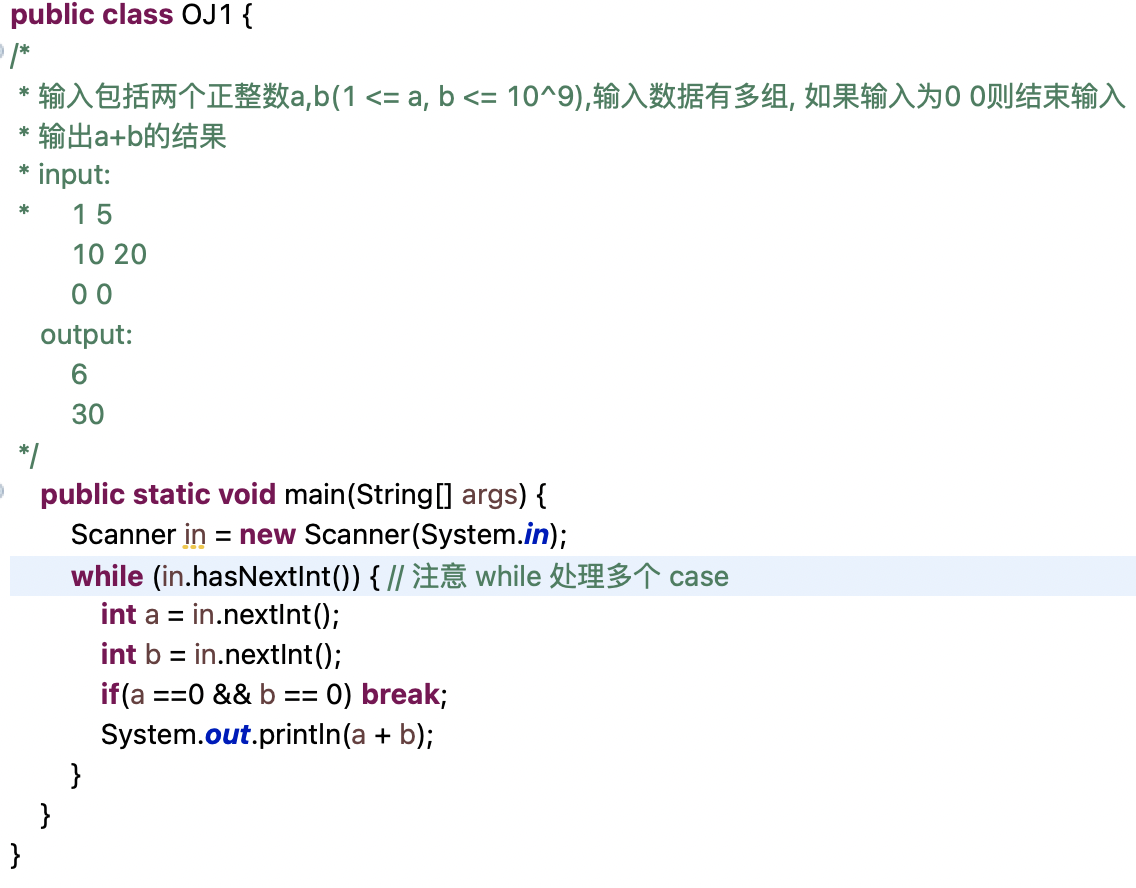 public class OJ1 {
/*
* 输入包括两个正整数a,b(1 <= a, b <= 10^9),输入数据有多组, 如果输入为0 0则结束输入
* 输出a+b的结果
* input:
* 1 5
10 20
0 0
output:
6
30
*/
public static void main(String[] args) {
Scanner in = new Scanner(System.in);
while (in.hasNextInt()) { // 注意 while 处理多个 case
int a = in.nextInt();
int b = in.nextInt();
if(a ==0 && b == 0) break;
System.out.println(a + b);
}
}
}